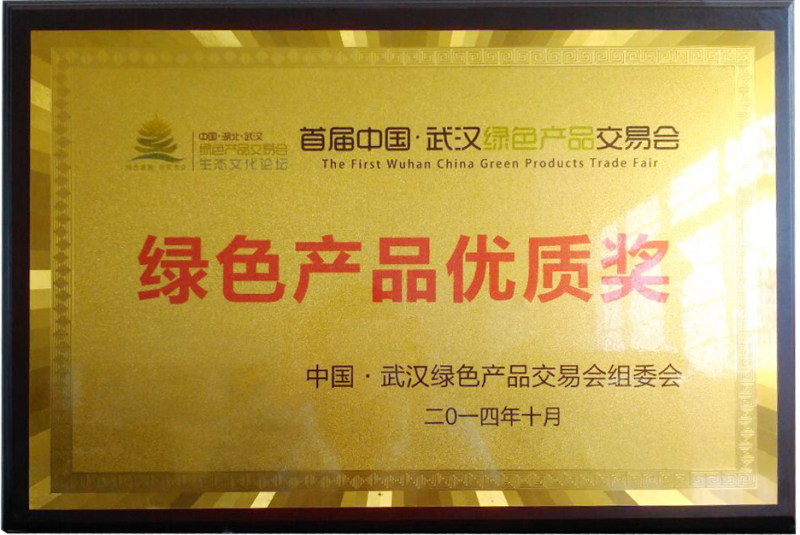 中国·湖北·武汉
绿色产品交易会
生态文化论坛
首届中国·武汉绿色产品交易会
The First Wuhan China Green Products Trade Fair
绿色产品优质奖
中国·武汉绿色产品交易会组委会
二0一四年十月